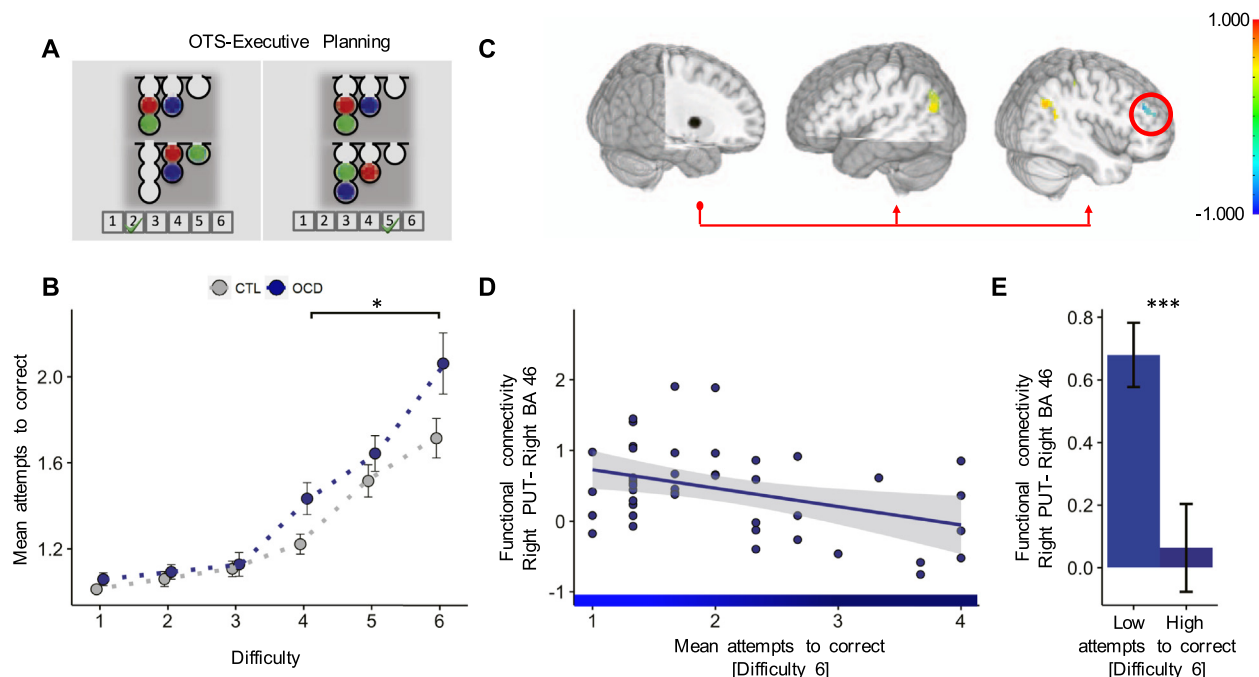 A
OTS-Executive Planning
1 2 3 4 5 6
1 2 3 4 5 6
C
1.000
-1.000
B
CTL OCD
*
Mean attempts to correct
2.0
1.6
1.2
1 2 3 4 5 6
Difficulty
D
Functional connectivity
Right PUT- Right BA 46
2
1
0
-1
1 2 3 4
Mean attempts to correct
[Difficulty 6]
E
***
Functional connectivity
Right PUT- Right BA 46
0.8
0.6
0.4
0.2
0.0
Low High
attempts to correct
[Difficulty 6]